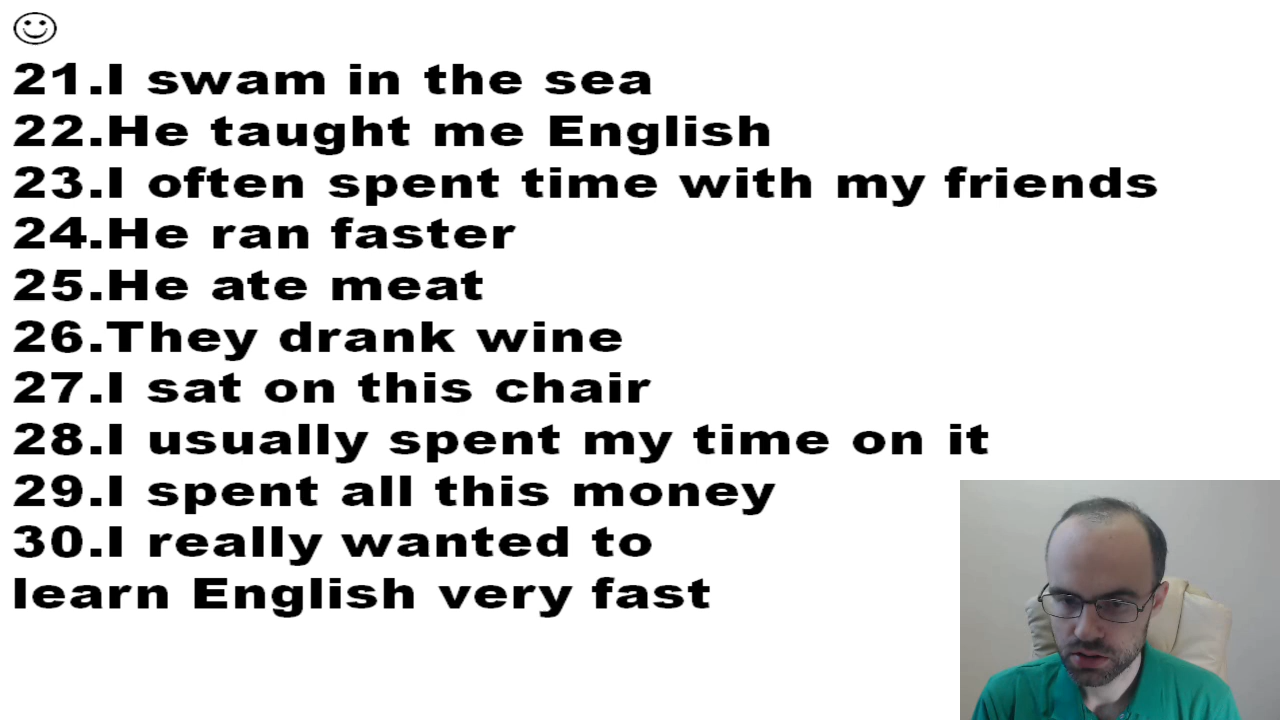 21.I swam in the sea
22.He taught me English
23.I often spent time with my friends
24.He ran faster
25.He ate meat
26.They drank wine
27.I sat on this chair
28.I usually spent my time on it
29.I spent all this money
30.I really wanted to
learn English very fast